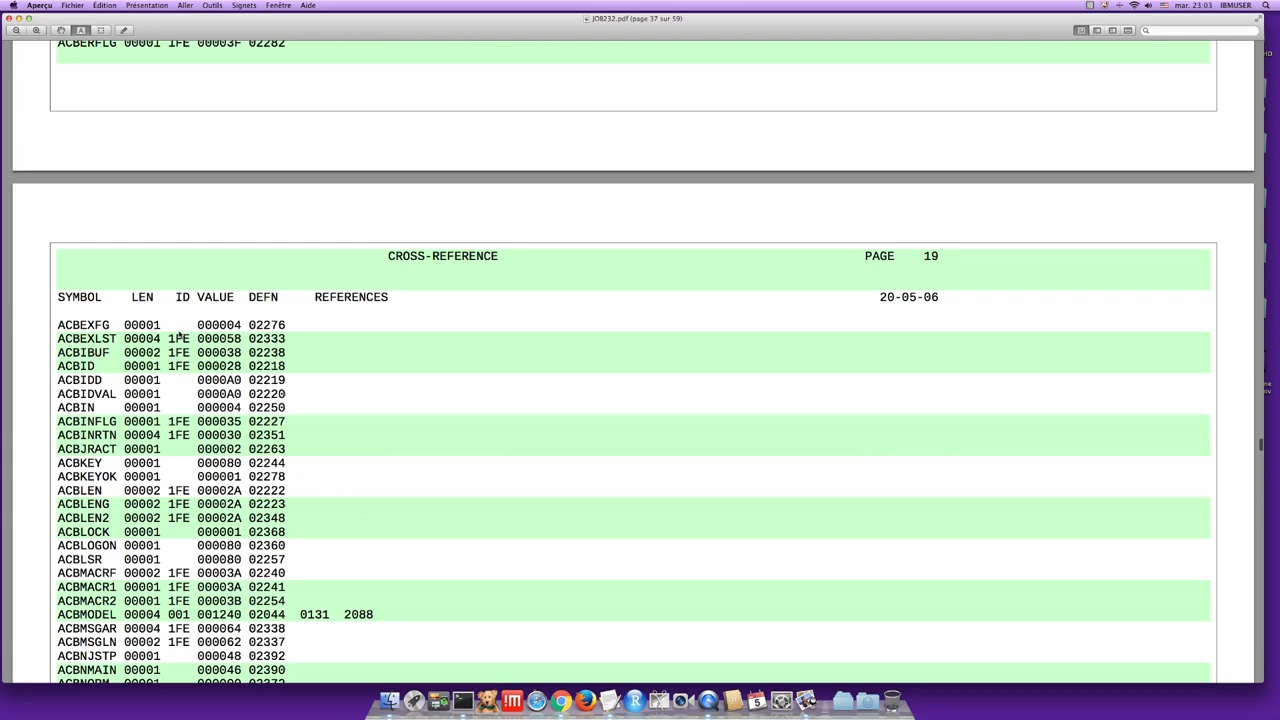 Aperçu Fichier Édition Présentation Aller Outils Signets Fenêtre Aide mar. 23:03 IBMUSER
JOB232.pdf (page 37 sur 59)
ACBERFLG 00001 1FE 00003F 02282
CROSS-REFERENCE PAGE 19
SYMBOL LEN ID VALUE DEFN REFERENCES 20-05-06
ACBEXFG 00001 000004 02276
ACBEXLST 00004 1FE 000058 02333
ACBIBUF 00002 1FE 000038 02238
ACBID 00001 1FE 000028 02218
ACBIDD 00001 0000A0 02219
ACBIDVAL 00001 0000A0 02220
ACBIN 00001 000004 02250
ACBINFLG 00001 1FE 000035 02227
ACBINRTN 00004 1FE 000030 02351
ACBJRACT 00001 000002 02263
ACBKEY 00001 000080 02244
ACBKEYOK 00001 000001 02278
ACBLEN 00002 1FE 00002A 02222
ACBLENG 00002 1FE 00002A 02223
ACBLEN2 00002 1FE 00002A 02348
ACBLOCK 00001 000001 02368
ACBLOGON 00001 000080 02360
ACBLSR 00001 000080 02257
ACBMACRF 00002 1FE 00003A 02240
ACBMACR1 00001 1FE 00003A 02241
ACBMACR2 00001 1FE 00003B 02254
ACBMODEL 00004 001 001240 02044 0131 2088
ACBMSGAR 00004 1FE 000064 02338
ACBMSGLN 00002 1FE 000062 02337
ACBNJSTP 00001 000048 02392
ACBNMAIN 00001 000046 02390